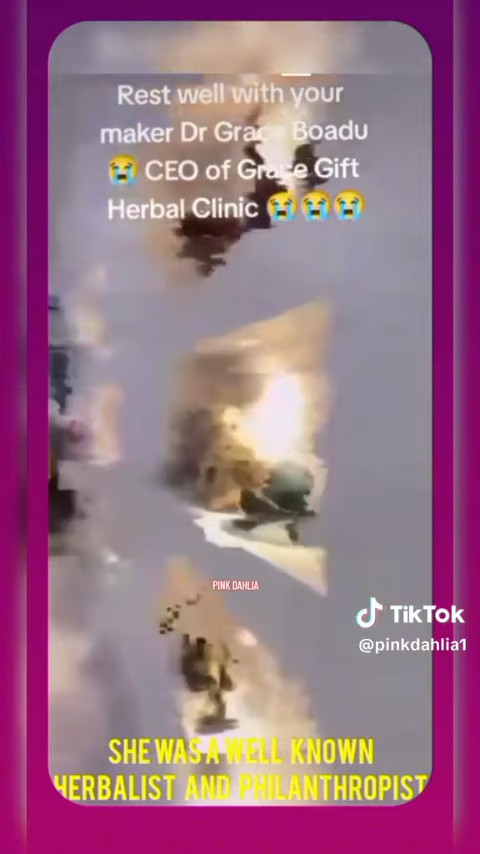 Rest well with your
maker Dr Grace Boadu
😭 CEO of Grace Gift
Herbal Clinic 😭😭😭
PINK DAHLIA
TikTok
@pinkdahlia1
SHE WAS A WELL KNOWN
HERBALIST AND PHILANTHROPIST